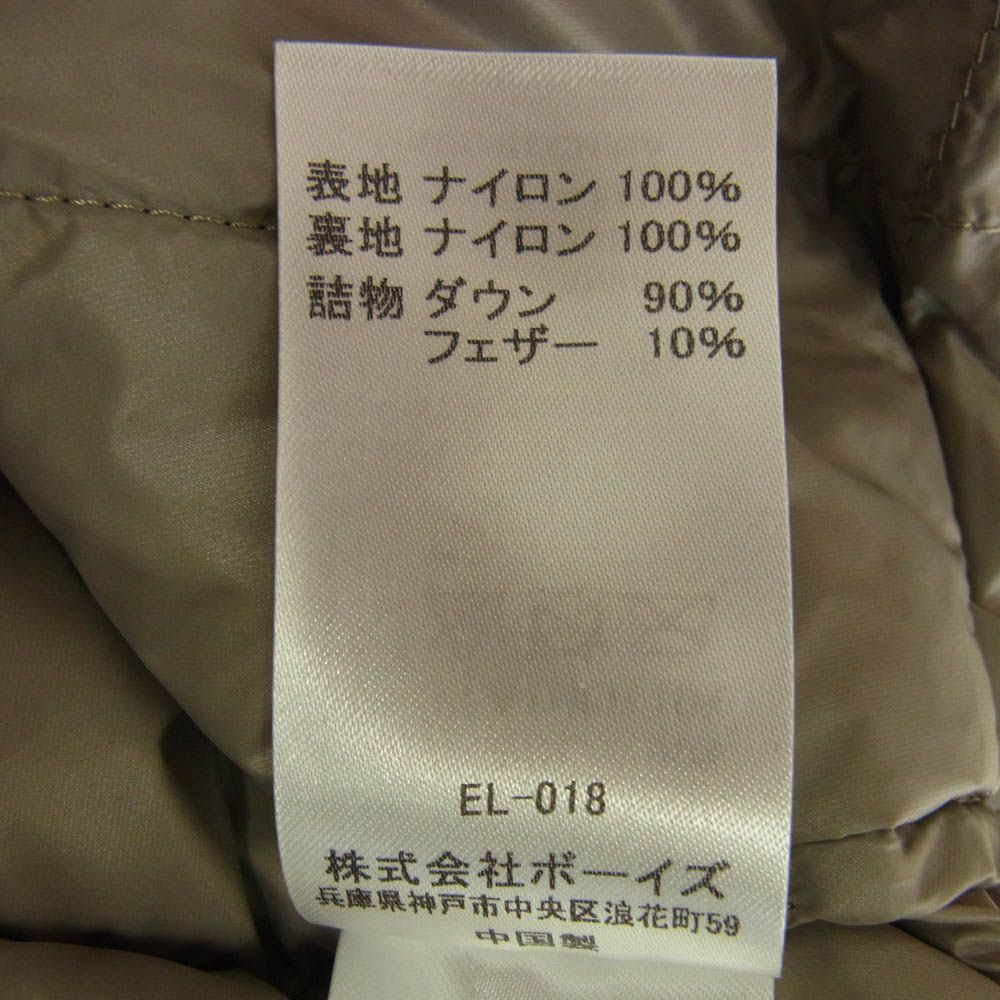 表地 ナイロン 100%
裏地 ナイロン 100%
詰物 ダウン 90%
フェザー 10%
EL-018
株式会社ボーイズ
兵庫県神戸市中央区浪花町59
中国製